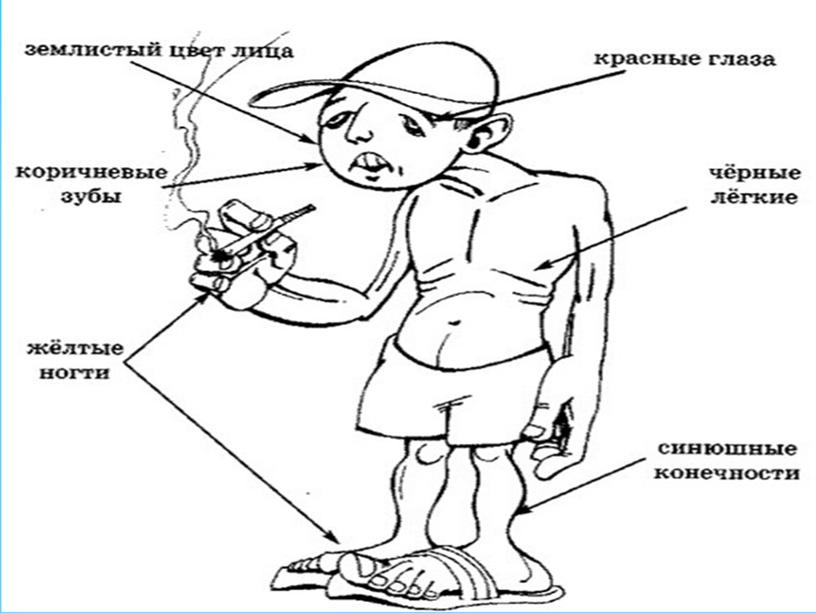 землистый цвет лица
красные глаза
коричневые
зубы
чёрные
лёгкие
жёлтые
ногти
синюшные
конечности